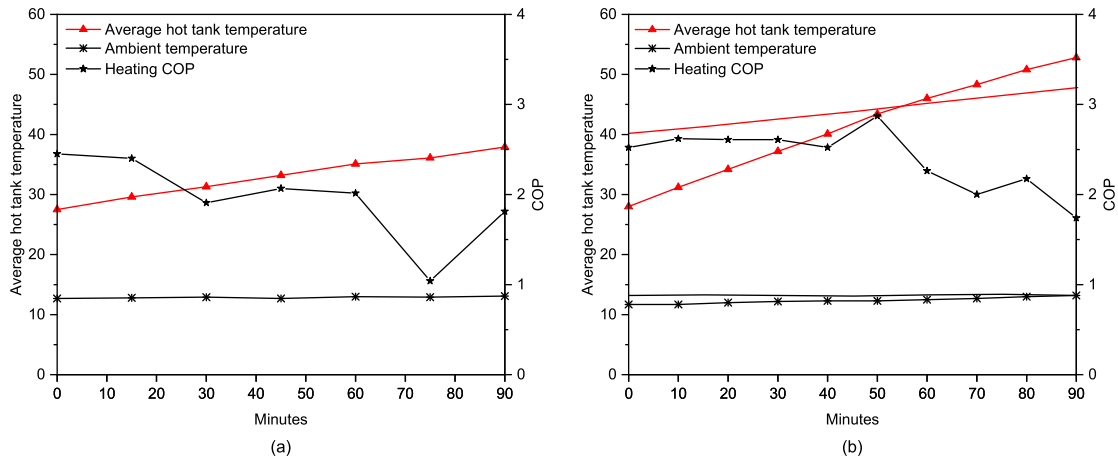 60
50
40
30
20
10
0
Average hot tank temperature
Average hot tank temperature
Ambient temperature
Heating COP
4
3
2
1
0
COP
0 10 20 30 40 50 60 70 80 90
Minutes
(a)
60
50
40
30
20
10
0
Average hot tank temperature
Average hot tank temperature
Ambient temperature
Heating COP
4
3
2
1
0
COP
0 10 20 30 40 50 60 70 80 90
Minutes
(b)